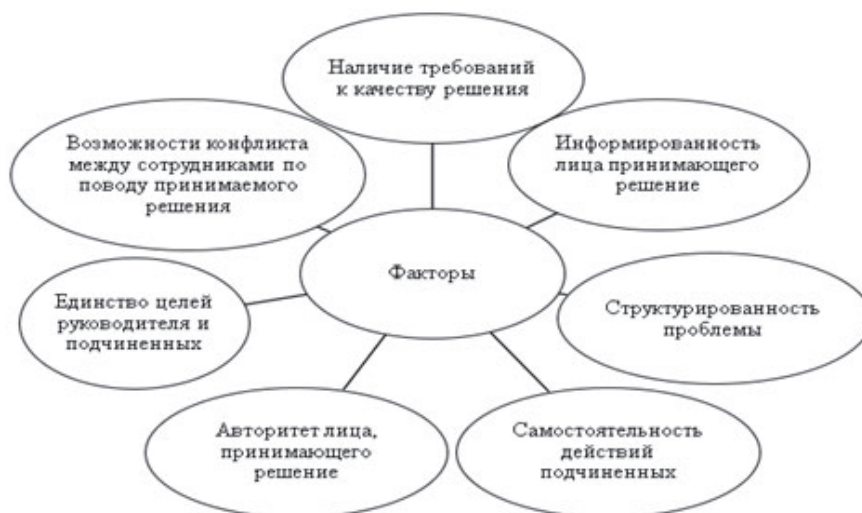 Наличие требований
к качеству решения
Возможности конфликта
между сотрудниками по
поводу принимаемого
решения
Информированность
лица принимающего
решение
Факторы
Единство целей
руководителя и
подчиненных
Структурированность
проблемы
Авторитет лица,
принимающего
решение
Самостоятельность
действий
подчиненных